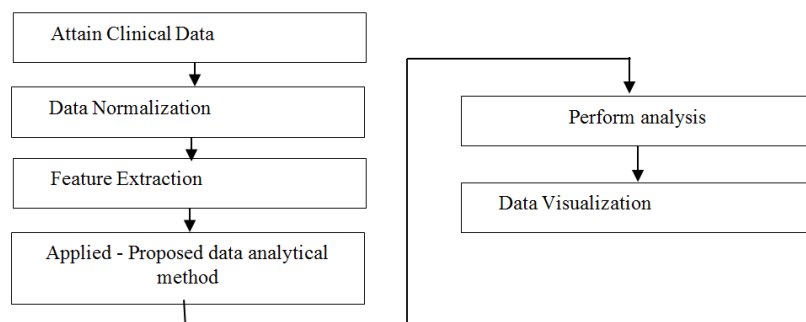 Attain Clinical Data
Data Normalization
Feature Extraction
Applied - Proposed data analytical
method
Perform analysis
Data Visualization